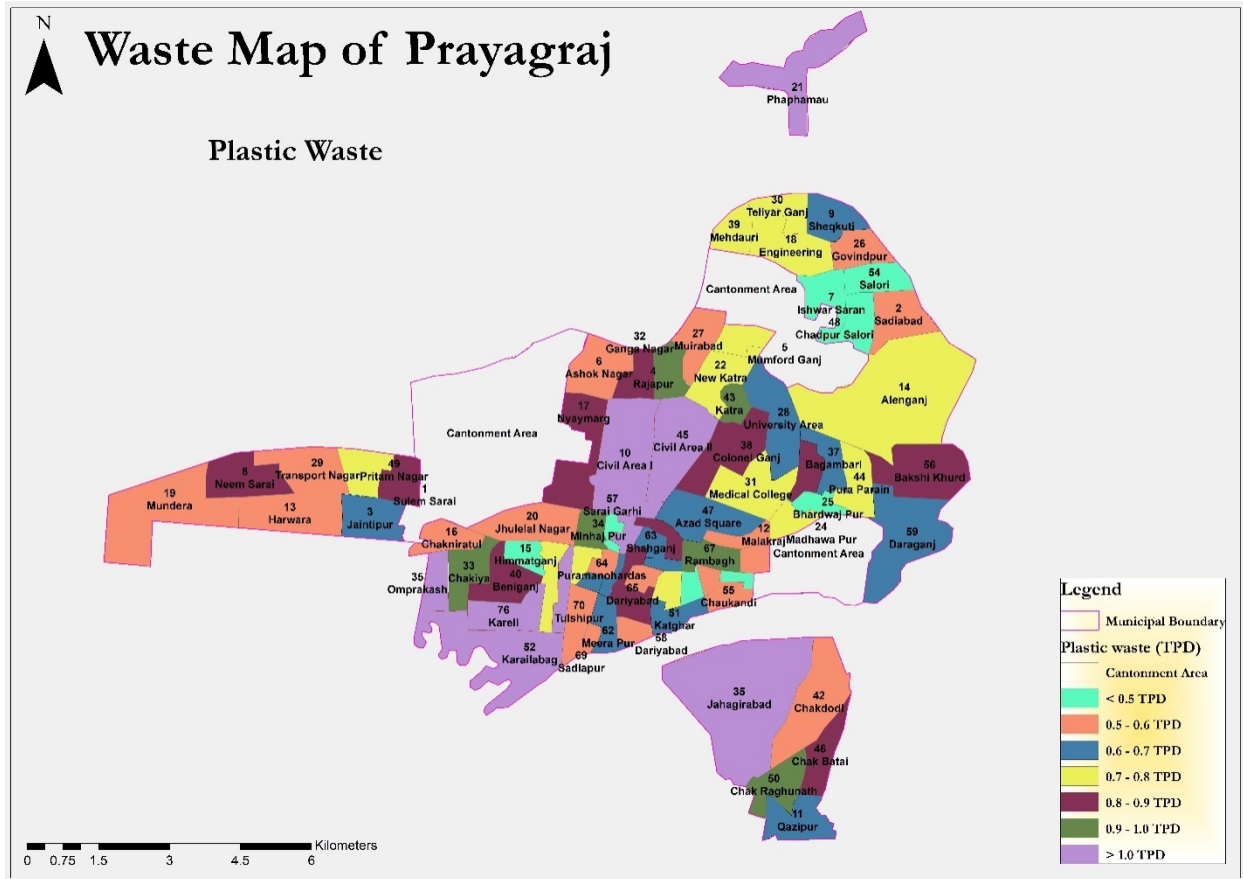 N
Waste Map of Prayagraj
Plastic Waste
21
Phaphamau
30
Teliyar Ganj
9
Sheqkuti
39
Mehdauri
18
Engineering
26
Govindpur
54
Salori
Cantonment Area
7
Ishwar Saran
48
Chadpur Salori
2
Sadiabad
32
Ganga Nagar
27
Muirabad
5
Mumford Ganj
6
Ashok Nagar
4
Rajapur
22
New Katra
14
Alenganj
43
Katra
17
Nyaymarg
28
University Area
Cantonment Area
10
Civil Area I
45
Civil Area II
38
Colonel Ganj
37
Bagambari
56
Bakshi Khurd
44
Pura Parain
8
Neem Sarai
29
Transport Nagar
49
Pritam Nagar
1
Sulem Sarai
31
Medical College
25
Bhardwaj Pur
19
Mundera
13
Harwara
3
Jaintipur
57
Sarai Garhi
47
Azad Square
24
Madhawa Pur
Cantonment Area
59
Daraganj
20
Jhulelal Nagar
34
Minhaj Pur
12
Malakraj
16
Chakniratul
63
Shahganj
67
Rambagh
15
Himmatganj
33
Chakiya
64
Puramanohardas
35
Omprakash
40
Beniganj
65
Dariyabad
55
Chaukandi
76
Kareli
70
Tulshipur
51
Katghar
62
Meera Pur
58
Dariyabad
52
Karailabag
69
Sadlapur
35
Jahagirabad
42
Chakdodi
46
Chak Batai
50
Chak Raghunath
11
Qazipur
Legend
Municipal Boundary
Plastic waste (TPD)
Cantonment Area
< 0.5 TPD
0.5 - 0.6 TPD
0.6 - 0.7 TPD
0.7 - 0.8 TPD
0.8 - 0.9 TPD
0.9 - 1.0 TPD
> 1.0 TPD
Kilometers
0 0.75 1.5 3 4.5 6